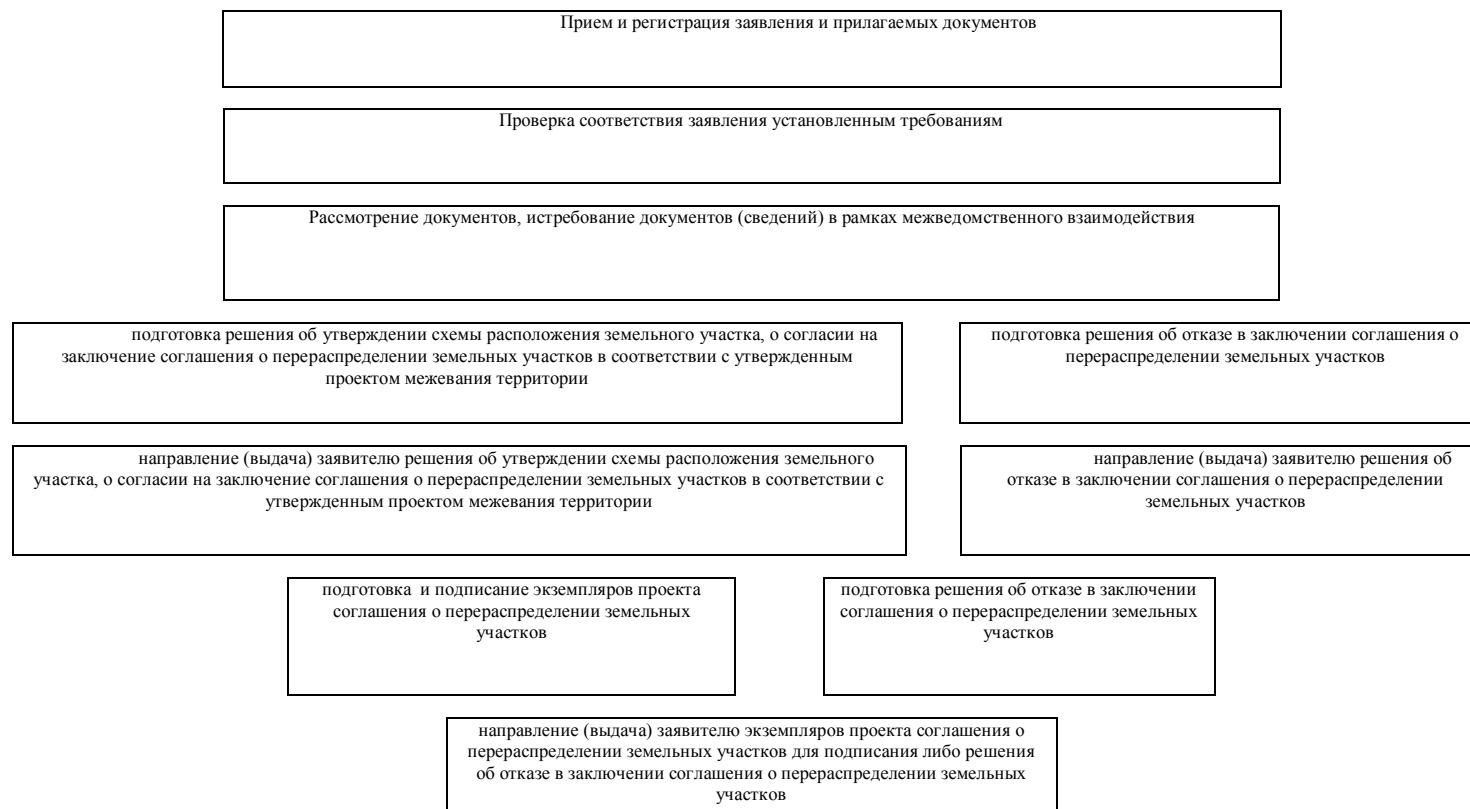 Прием и регистрация заявления и прилагаемых документов
Проверка соответствия заявления установленным требованиям
Рассмотрение документов, истребование документов (сведений) в рамках межведомственного взаимодействия
подготовка решения об утверждении схемы расположения земельного участка, о согласии на
заключение соглашения о перераспределении земельных участков в соответствии с утвержденным
проектом межевания территории
подготовка решения об отказе в заключении соглашения о
перераспределении земельных участков
направление (выдача) заявителю решения об утверждении схемы расположения земельного
участка, о согласии на заключение соглашения о перераспределении земельных участков в соответствии с
утвержденным проектом межевания территории
направление (выдача) заявителю решения об
отказе в заключении соглашения о перераспределении
земельных участков
подготовка и подписание экземпляров проекта
соглашения о перераспределении земельных
участков
подготовка решения об отказе в заключении
соглашения о перераспределении земельных
участков
направление (выдача) заявителю экземпляров проекта соглашения о
перераспределении земельных участков для подписания либо решения
об отказе в заключении соглашения о перераспределении земельных
участков